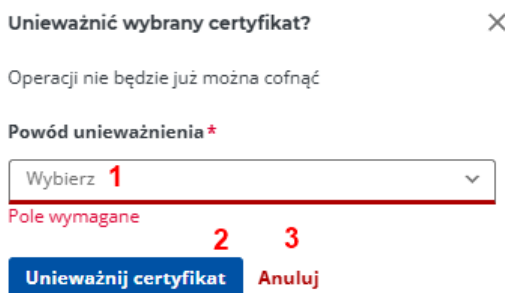 Unieważnić wybrany certyfikat?
Operacji nie będzie już można cofnąć
Powód unieważnienia *
Wybierz 1
Pole wymagane
2 3
Unieważnij certyfikat Anuluj